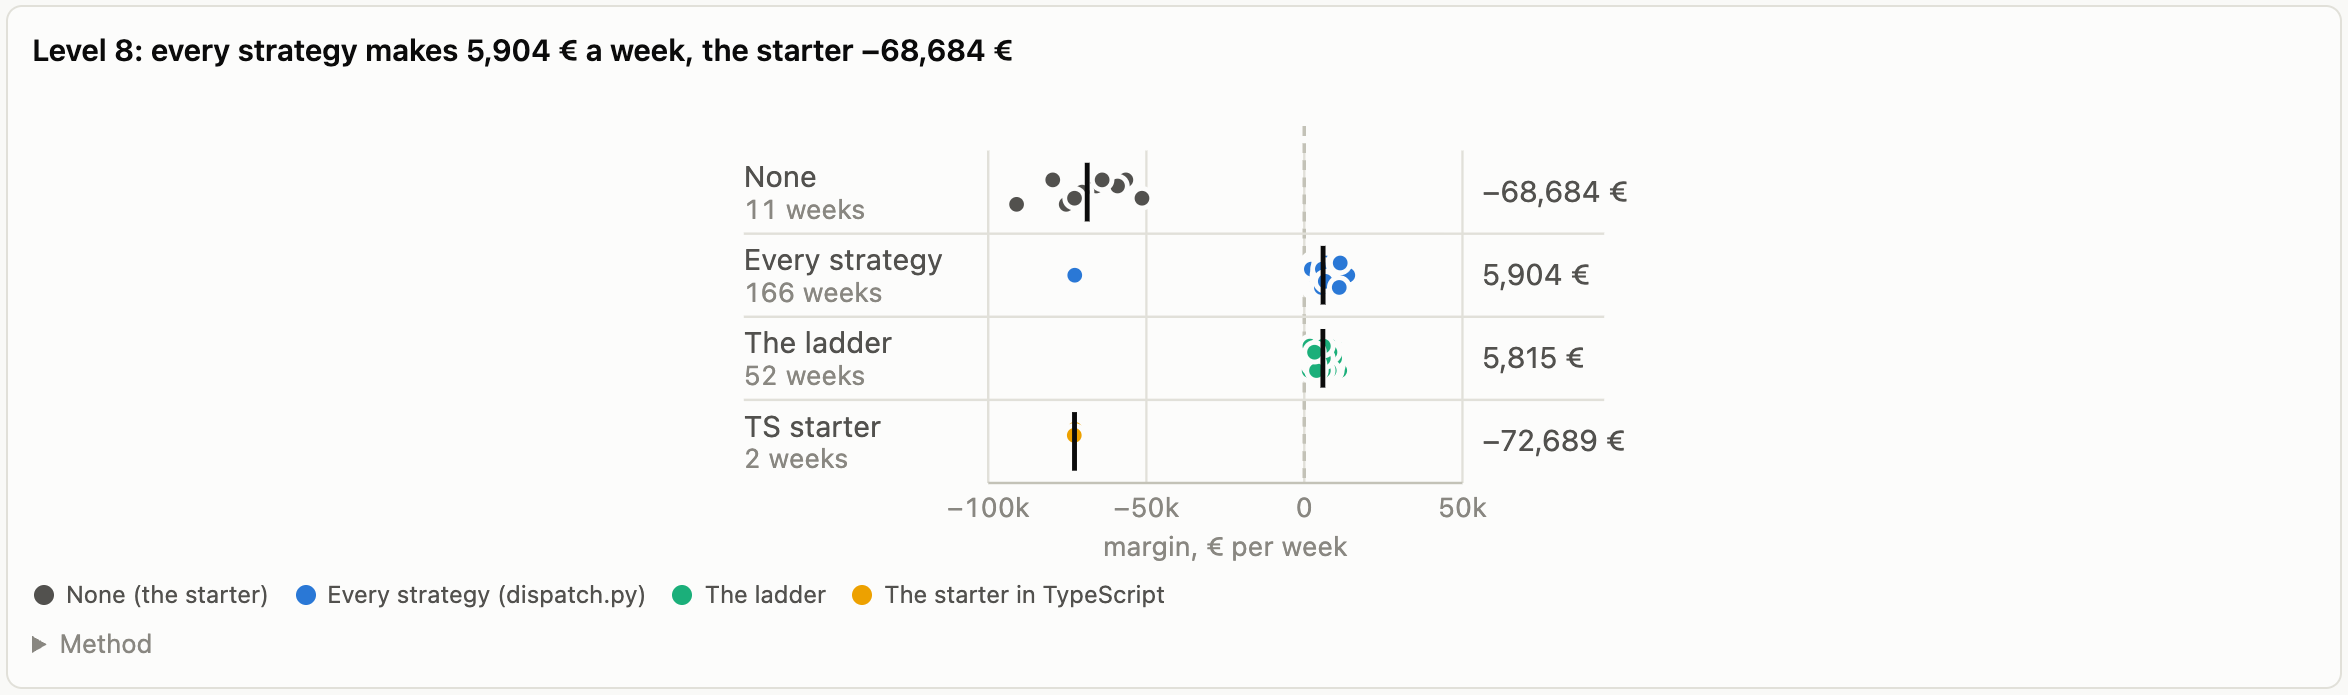 Level 8: every strategy makes 5,904 € a week, the starter −68,684 €
None
11 weeks
−68,684 €
Every strategy
166 weeks
5,904 €
The ladder
52 weeks
5,815 €
TS starter
2 weeks
−72,689 €
−100k −50k 0 50k
margin, € per week
None (the starter) Every strategy (dispatch.py) The ladder The starter in TypeScript
Method